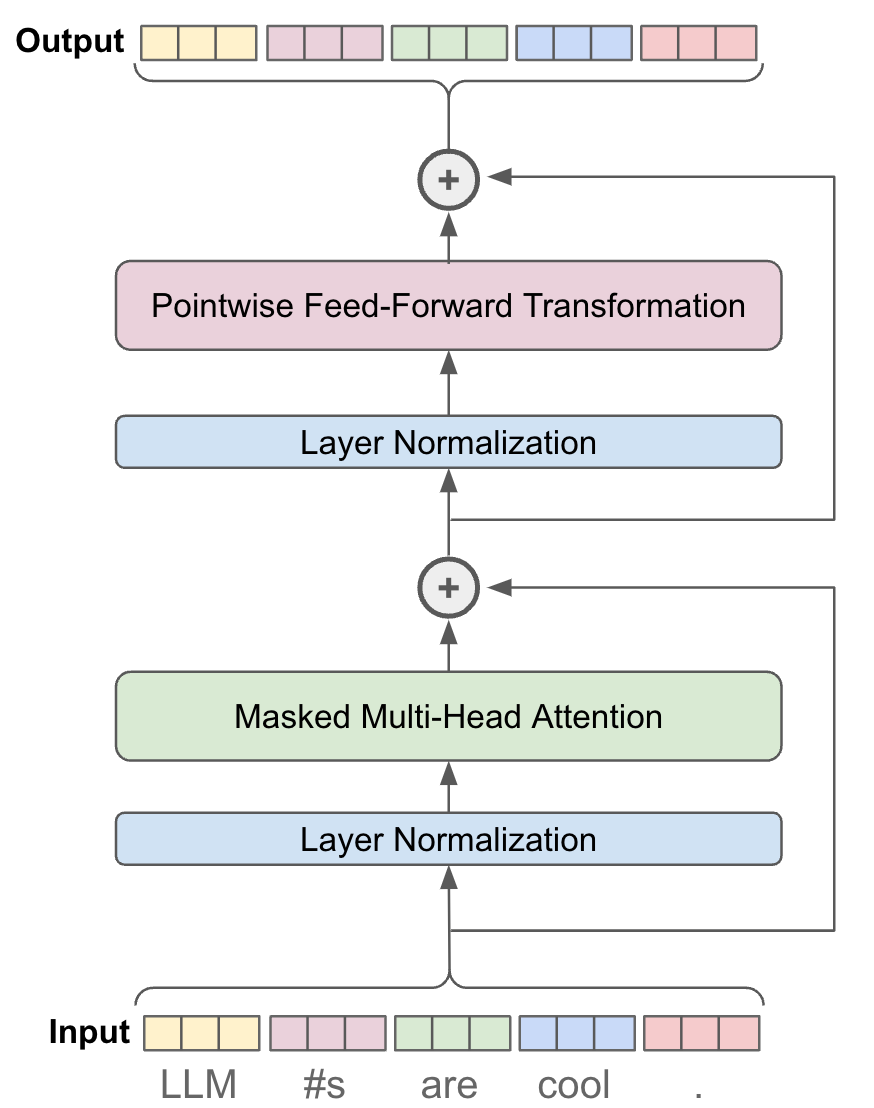 Output
+
Pointwise Feed-Forward Transformation
Layer Normalization
+
Masked Multi-Head Attention
Layer Normalization
Input
LLM #s are cool .